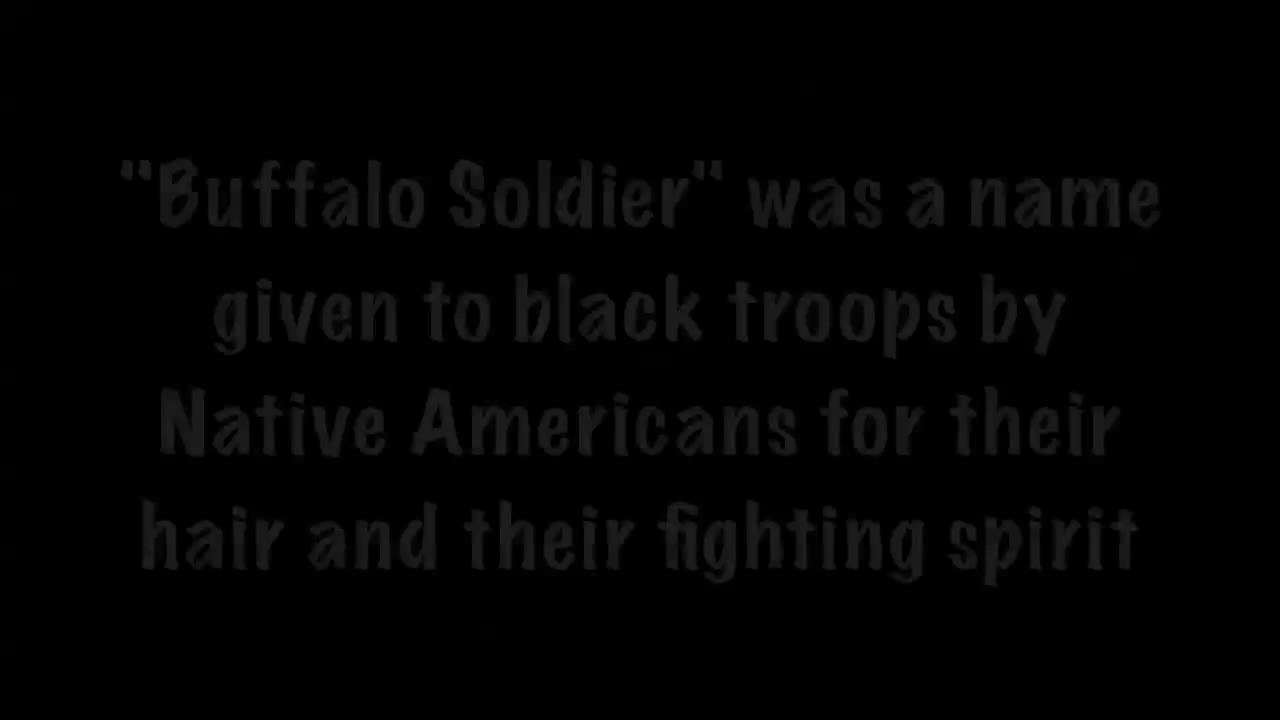 "Buffalo Soldier" was a name
given to black troops by
Native Americans for their
hair and their fighting spirit